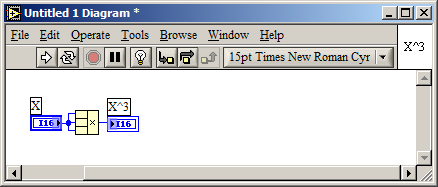 Untitled 1 Diagram *
File Edit Operate Tools Browse Window Help
X^3
15pt Times New Roman Cyr
X X^3
I16 × I16